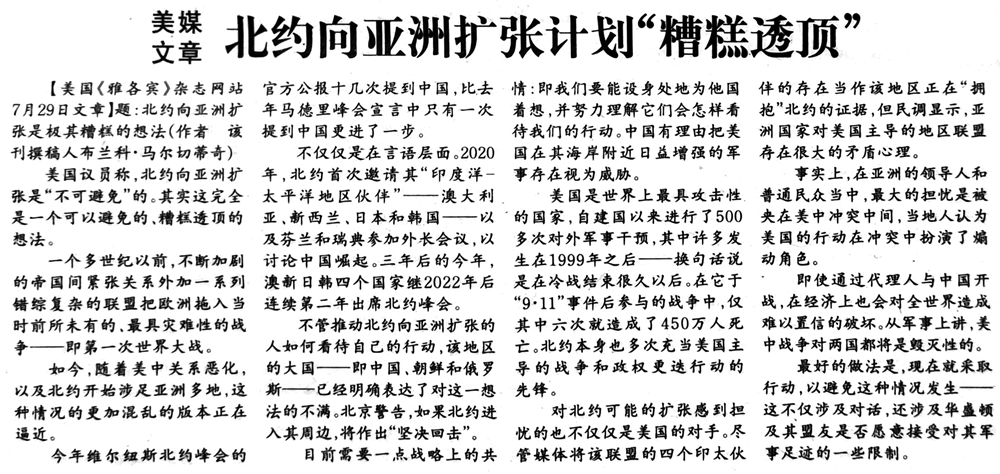 美媒
文章
北约向亚洲扩张计划“糟糕透顶”
【美国《雅各宾》杂志网站
7月29日文章】题:北约向亚洲扩
张是极其糟糕的想法(作者 该
刊撰稿人布兰科·马尔切蒂奇)
美国议员称,北约向亚洲扩
张是“不可避免”的。其实这完全
是一个可以避免的、糟糕透顶的
想法。
一个多世纪以前,不断加剧
的帝国间紧张关系外加一系列
错综复杂的联盟把欧洲拖入当
时前所未有的、最具灾难性的战
争——即第一次世界大战。
如今,随着美中关系恶化,
以及北约开始涉足亚洲多地,这
种情况的更加混乱的版本正在
逼近。
今年维尔纽斯北约峰会的
官方公报十几次提到中国,比去
年马德里峰会宣言中只有一次
提到中国更进了一步。
不仅仅是在言语层面。2020
年,北约首次邀请其“印度洋-
太平洋地区伙伴”——澳大利
亚、新西兰、日本和韩国——以
及芬兰和瑞典参加外长会议,以
讨论中国崛起。三年后的今年,
澳新日韩四个国家继2022年后
连续第二年出席北约峰会。
不管推动北约向亚洲扩张的
人如何看待自己的行动,该地区
的大国——即中国、朝鲜和俄罗
斯——已经明确表达了对这一想
法的不满。北京警告,如果北约进
入其周边,将作出“坚决回击”。
目前需要一点战略上的共
情:即我们要能设身处地为他国
着想,并努力理解它们会怎样看
待我们的行动。中国有理由把美
国在其海岸附近日益增强的军
事存在视为威胁。
美国是世界上最具攻击性
的国家,自建国以来进行了500
多次对外军事干预,其中许多发
生在1999年之后——换句话说
是在冷战结束很久以后。在它于
“9·11”事件后参与的战争中,仅
其中六次就造成了450万人死
亡。北约本身也多次充当美国主
导的战争和政权更迭行动的
先锋。
对北约可能的扩张感到担
忧的也不仅仅是美国的对手。尽
管媒体将该联盟的四个印太伙
伴的存在当作该地区正在“拥
抱”北约的证据,但民调显示,亚
洲国家对美国主导的地区联盟
存在很大的矛盾心理。
事实上,在亚洲的领导人和
普通民众当中,最大的担忧是被
夹在美中冲突中间,当地人认为
美国的行动在冲突中扮演了煽
动角色。
即使通过代理人与中国开
战,在经济上也会对全世界造成
难以置信的破坏。从军事上讲,美
中战争对两国都将是毁灭性的。
最好的做法是,现在就采取
行动,以避免这种情况发生——
这不仅涉及对话,还涉及华盛顿
及其盟友是否愿意接受对其军
事足迹的一些限制。